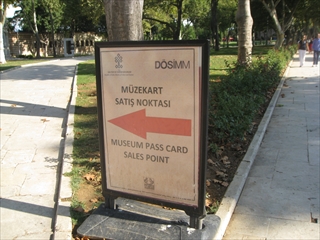 DÖSİMM
MÜZEKART
SATIŞ NOKTASI
MUSEUM PASS CARD
SALES POINT